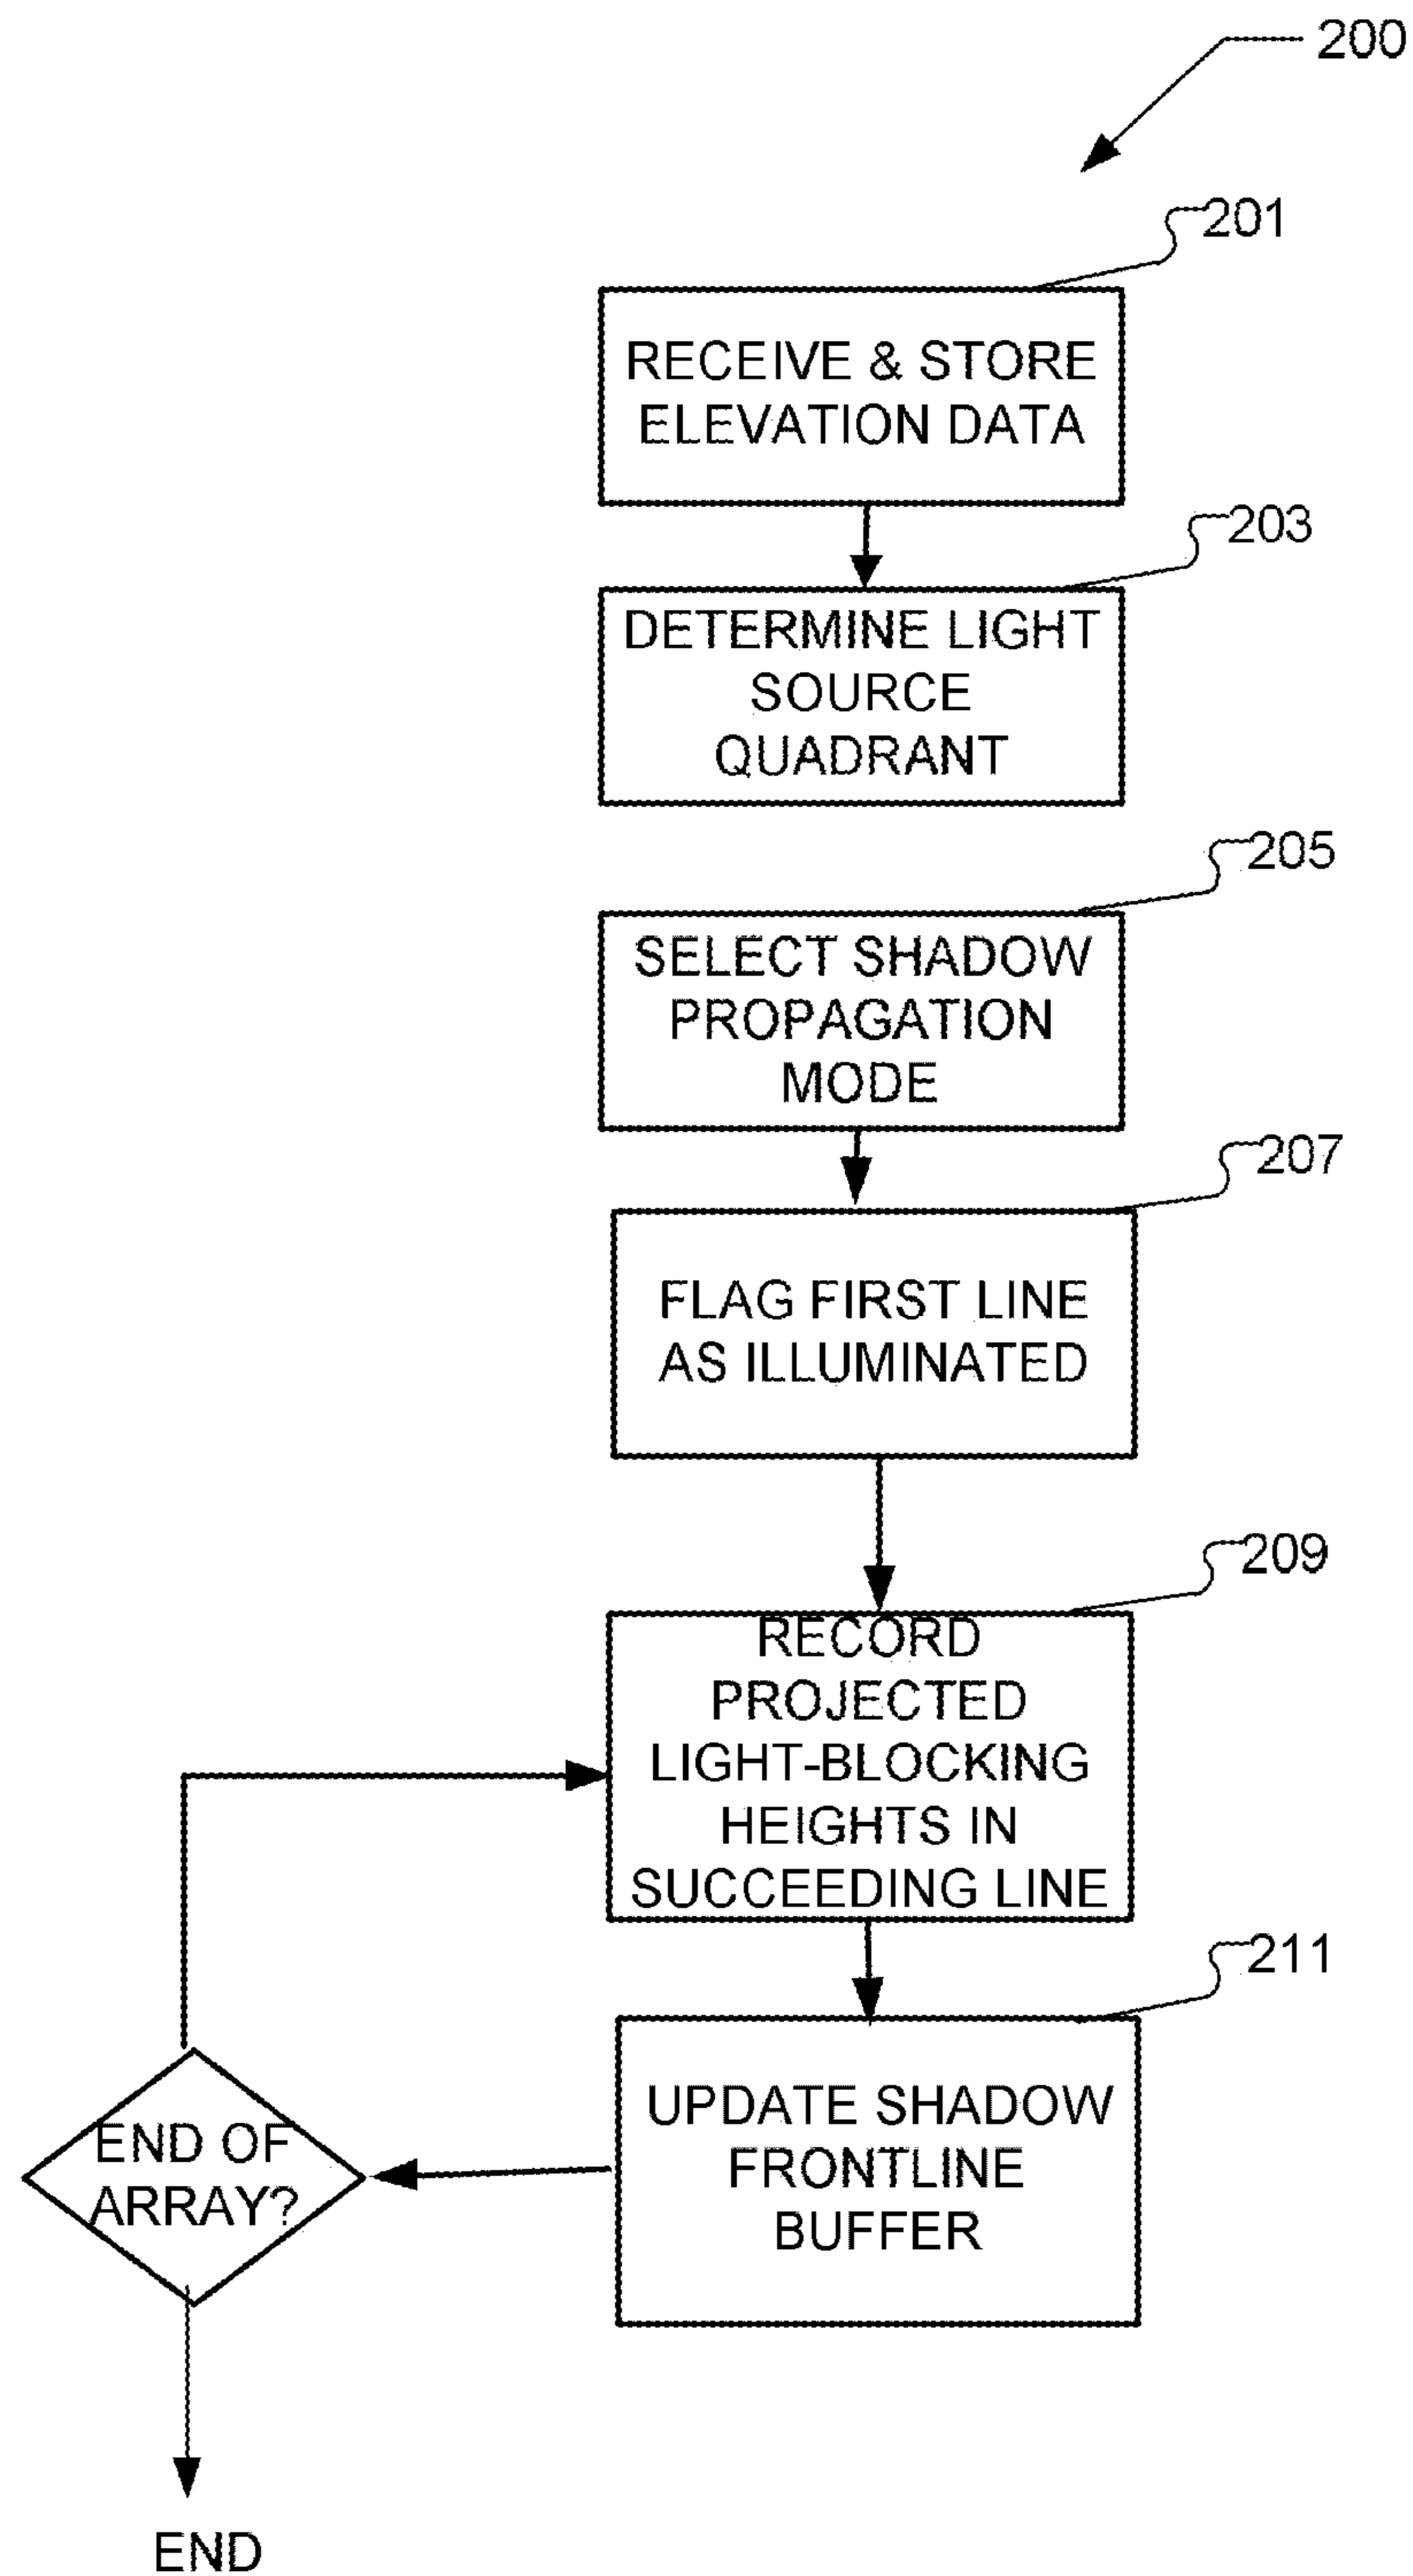 200
201
RECEIVE & STORE
ELEVATION DATA
203
DETERMINE LIGHT
SOURCE
QUADRANT
205
SELECT SHADOW
PROPAGATION
MODE
207
FLAG FIRST LINE
AS ILLUMINATED
209
RECORD
PROJECTED
LIGHT-BLOCKING
HEIGHTS IN
SUCCEEDING LINE
211
UPDATE SHADOW
FRONTLINE
BUFFER
END OF
ARRAY?
END